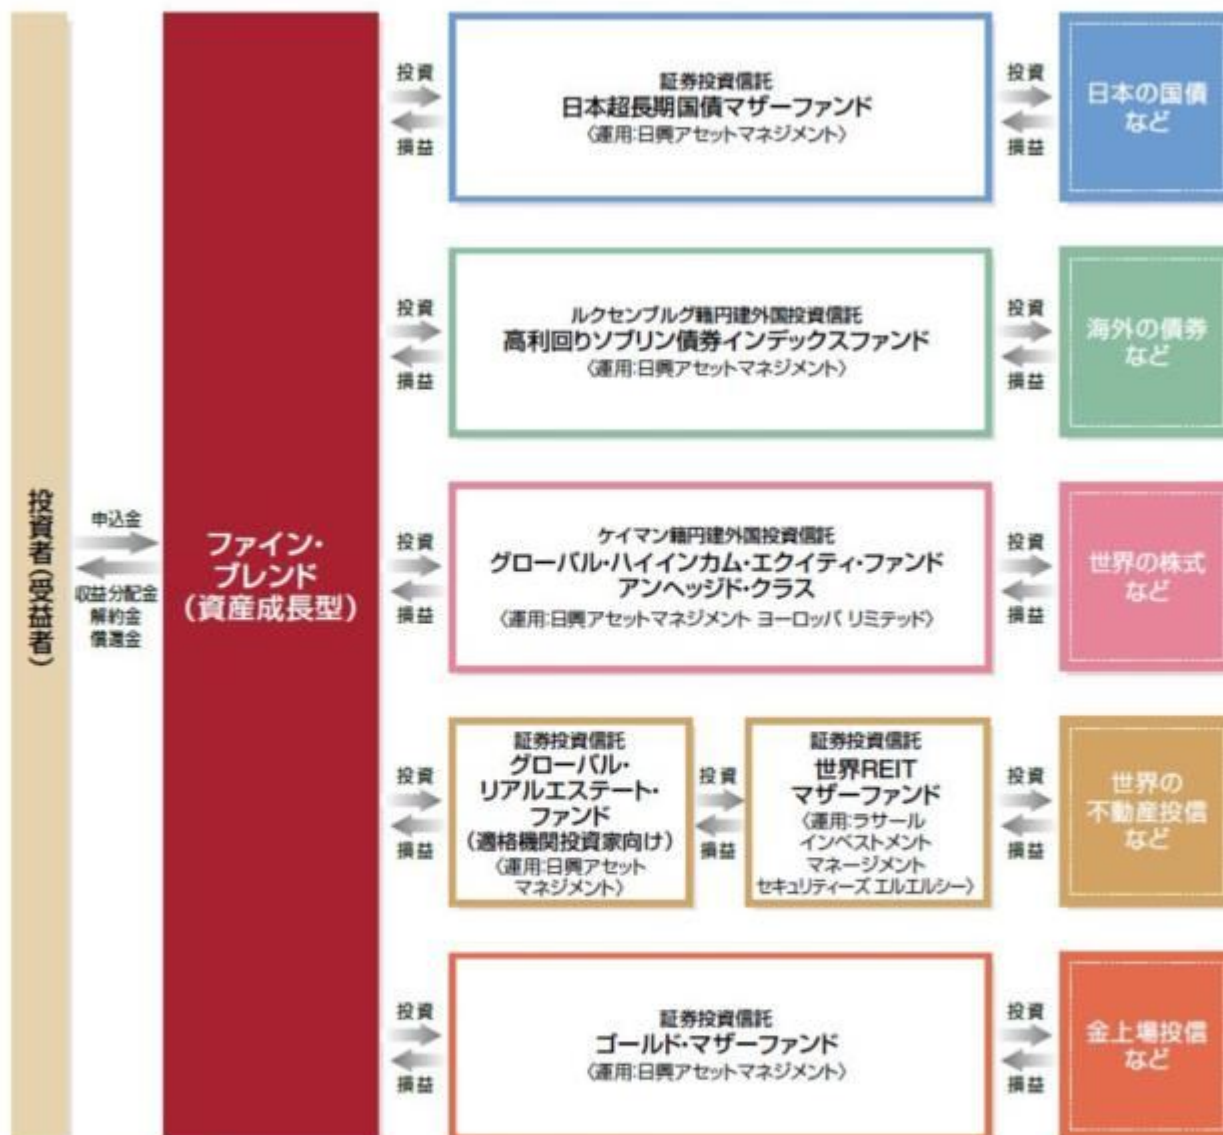 投資者(受益者)
申込金
収益分配金
解約金
償還金
ファイン・
ブレンド
(資産成長型)
投資
損益
証券投資信託
日本超長期国債マザーファンド
〈運用:日興アセットマネジメント〉
投資
損益
日本の国債
など
投資
損益
ルクセンブルグ籍円建外国投資信託
高利回りソブリン債券インデックスファンド
〈運用:日興アセットマネジメント〉
投資
損益
海外の債券
など
投資
損益
ケイマン籍円建外国投資信託
グローバル・ハイインカム・エクイティ・ファンド
アンヘッジド・クラス
〈運用:日興アセットマネジメント ヨーロッパ リミテッド〉
投資
損益
世界の株式
など
投資
損益
証券投資信託
グローバル・
リアルエステート・
ファンド
(適格機関投資家向け)
〈運用:日興アセット
マネジメント〉
投資
損益
証券投資信託
世界REIT
マザーファンド
〈運用:ラサール
インベストメント
マネージメント
セキュリティーズ エルエルシー〉
投資
損益
世界の
不動産投信
など
投資
損益
証券投資信託
ゴールド・マザーファンド
〈運用:日興アセットマネジメント〉
投資
損益
金上場投信
など